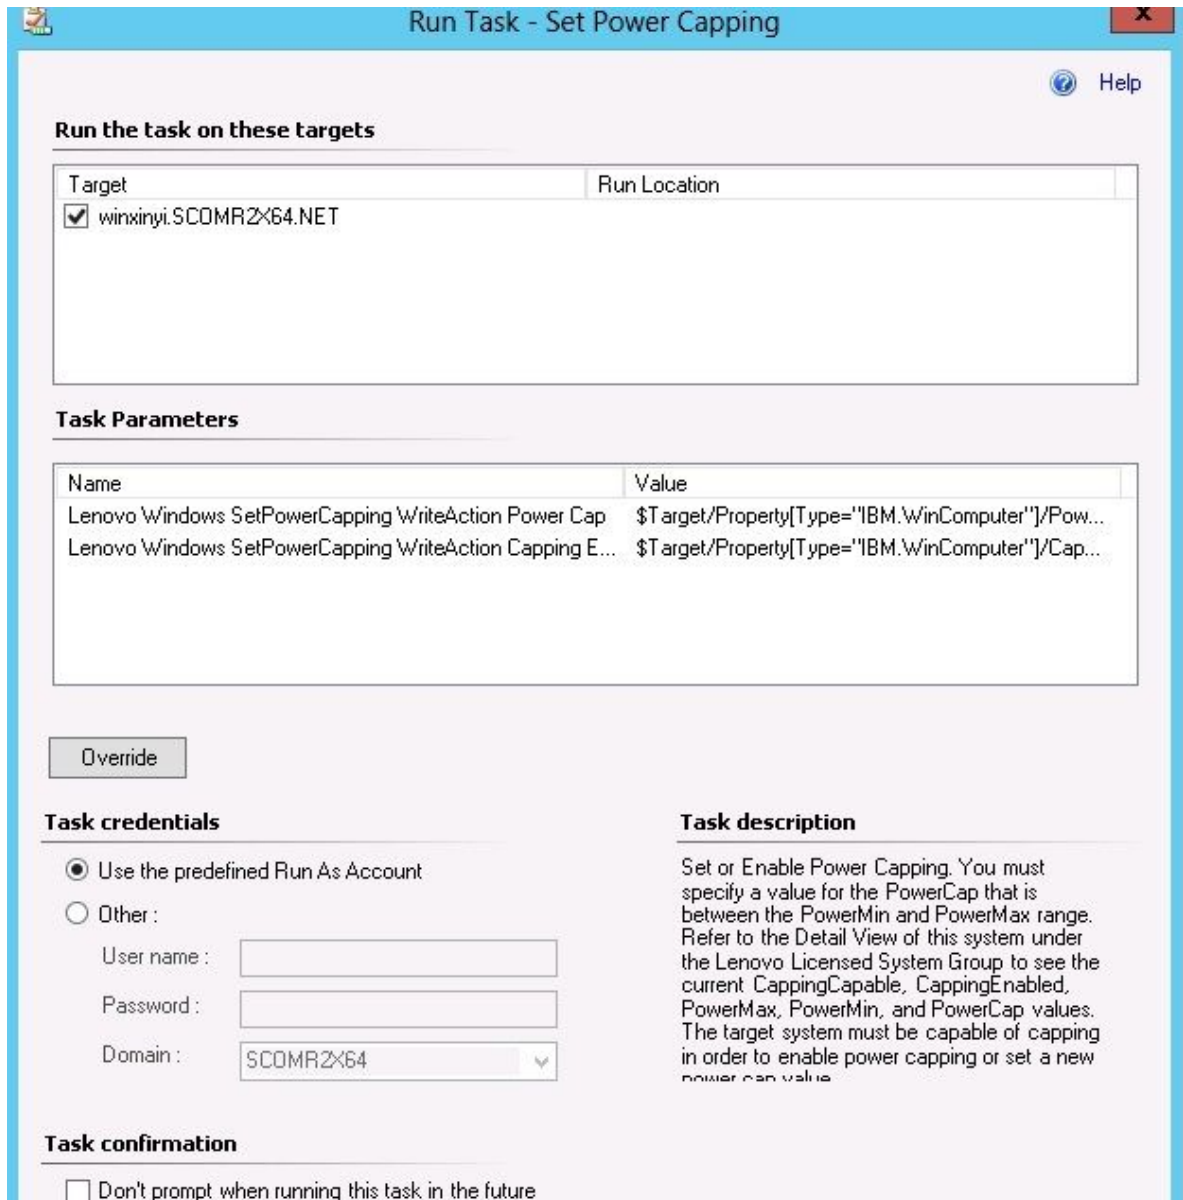 Run Task - Set Power Capping
x
Help
Run the task on these targets
Target Run Location
winxinyi.SCOMR2X64.NET
Task Parameters
Name Value
Lenovo Windows SetPowerCapping WriteAction Power Cap $Target/Property[Type="IBM.WinComputer"]/Pow...
Lenovo Windows SetPowerCapping WriteAction Capping E... $Target/Property[Type="IBM.WinComputer"]/Cap...
Override
Task credentials
Use the predefined Run As Account
Other :
User name :
Password :
Domain : SCOMR2X64
Task description
Set or Enable Power Capping. You must
specify a value for the PowerCap that is
between the PowerMin and PowerMax range.
Refer to the Detail View of this system under
the Lenovo Licensed System Group to see the
current CappingCapable, CappingEnabled,
PowerMax, PowerMin, and PowerCap values.
The target system must be capable of capping
in order to enable power capping or set a new
power cap value
Task confirmation
Don't prompt when running this task in the future